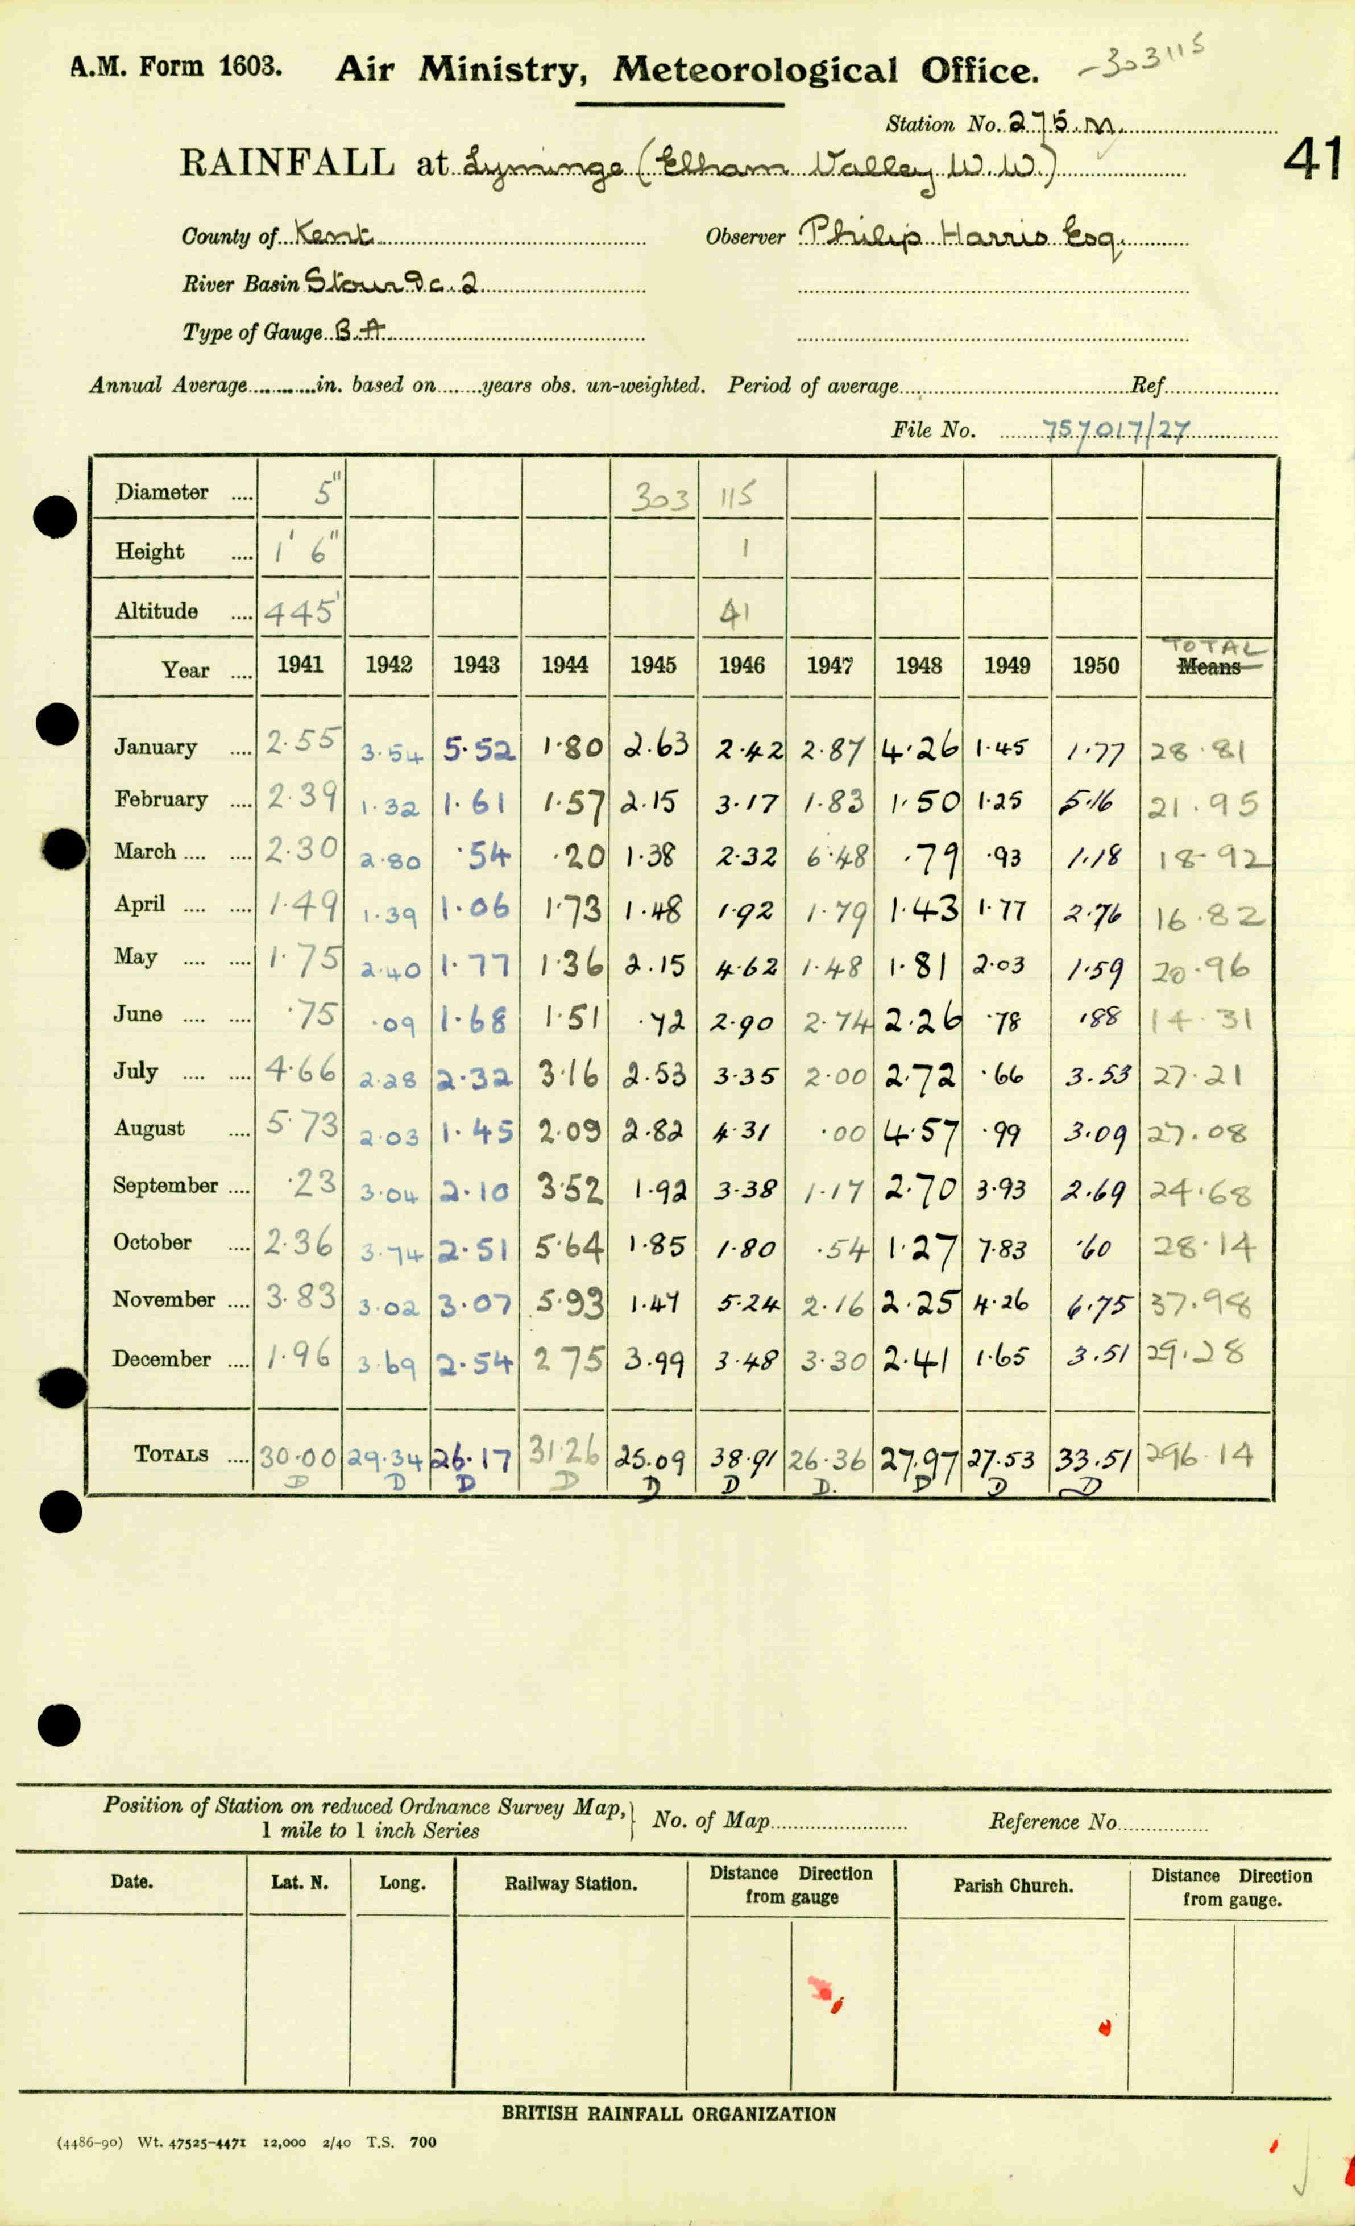 A.M. Form 1603. Air Ministry, Meteorological Office. 303115
Station No. 275.M.
RAINFALL at Lyminge (Elham Valley W.W.)
41
County of Kent Observer Philip Harris Esq.
River Basin Stour Dc. 2
Type of Gauge B.A.
Annual Average in. based on years obs. un-weighted. Period of average Ref.
File No. 757017/27
Diameter 5" 303 115
Height 1' 6" 1
Altitude 445' 41
TOTAL
Year 1941 1942 1943 1944 1945 1946 1947 1948 1949 1950 Means
January 2.55 3.54 5.52 1.80 2.63 2.42 2.87 4.26 1.45 1.77 28.81
February 2.39 1.32 1.61 1.57 2.15 3.17 1.83 1.50 1.25 5.16 21.95
March 2.30 2.80 .54 .20 1.38 2.32 6.48 .79 .93 1.18 18.92
April 1.49 1.39 1.06 1.73 1.48 1.92 1.79 1.43 1.77 2.76 16.82
May 1.75 2.40 1.77 1.36 2.15 4.62 1.48 1.81 2.03 1.59 20.96
June .75 .09 1.68 1.51 .72 2.90 2.74 2.26 .78 .88 14.31
July 4.66 2.28 2.32 3.16 2.53 3.35 2.00 2.72 .66 3.53 27.21
August 5.73 2.03 1.45 2.09 2.82 4.31 .00 4.57 .99 3.09 27.08
September .23 3.04 2.10 3.52 1.92 3.38 1.17 2.70 3.93 2.69 24.68
October 2.36 3.74 2.51 5.64 1.85 1.80 .54 1.27 7.83 .60 28.14
November 3.83 3.02 3.07 5.93 1.47 5.24 2.16 2.25 4.26 6.75 37.98
December 1.96 3.69 2.54 2 75 3.99 3.48 3.30 2.41 1.65 3.51 29.28
TOTALS 30.00 29.34 26.17 31.26 25.09 38.91 26.36 27.97 27.53 33.51 296.14
D D D D D D D. D D D
Position of Station on reduced Ordnance Survey Map, No. of Map Reference No.
1 mile to 1 inch Series
Date. Lat. N. Long. Railway Station. Distance Direction from gauge Parish Church. Distance Direction from gauge.
BRITISH RAINFALL ORGANIZATION
(4486-90) Wt. 47525-4471 12,000 2/40 T.S. 700